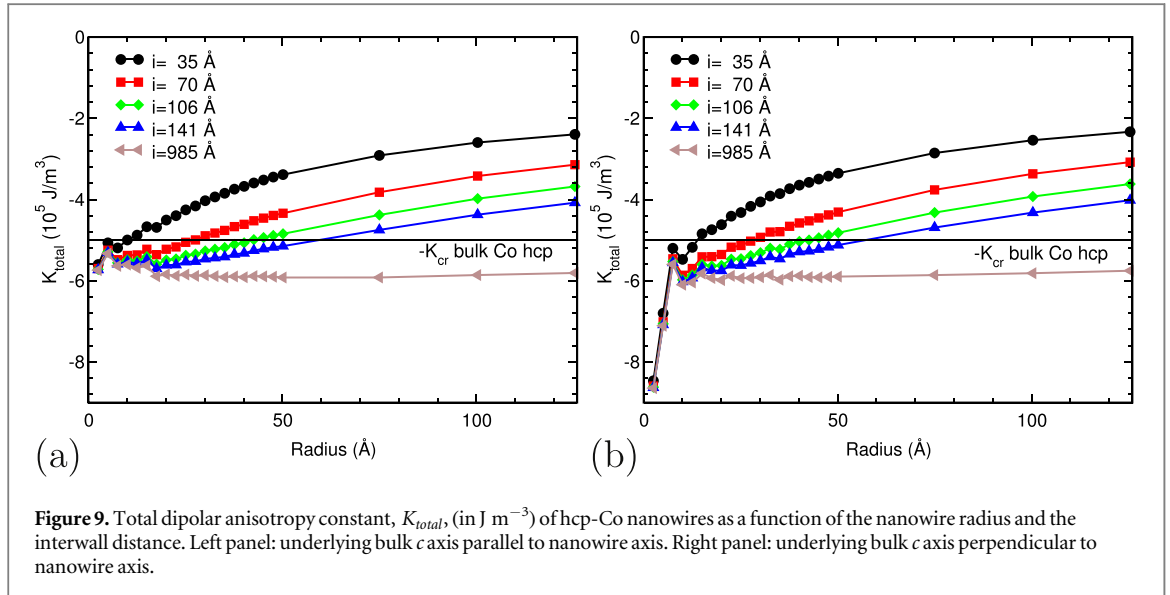 0
-2
-4
-6
-8
K_total (10^5 J/m^3)
i= 35 Å
i= 70 Å
i=106 Å
i=141 Å
i=985 Å
-K_cr bulk Co hcp
0 50 100
Radius (Å)
(a)
0
-2
-4
-6
-8
K_total (10^5 J/m^3)
i= 35 Å
i= 70 Å
i=106 Å
i=141 Å
i=985 Å
-K_cr bulk Co hcp
0 50 100
Radius (Å)
(b)
Figure 9. Total dipolar anisotropy constant, K_total, (in J m^−3) of hcp-Co nanowires as a function of the nanowire radius and the
interwall distance. Left panel: underlying bulk c axis parallel to nanowire axis. Right panel: underlying bulk c axis perpendicular to
nanowire axis.